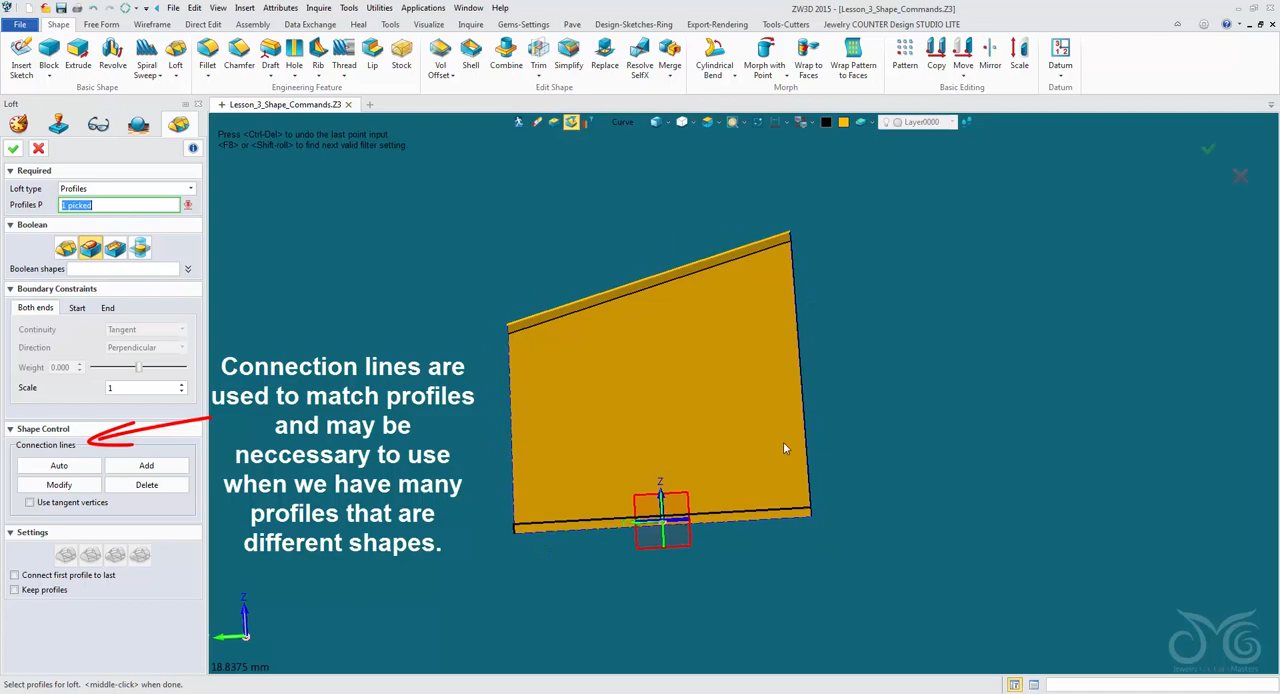 File Edit View Insert Attributes Inquire Tools Utilities Applications Window Help
ZW3D 2015 - [Lesson_3_Shape_Commands.Z3]
File Shape Free Form Wireframe Direct Edit Assembly Data Exchange Heal Tools Visualize Inquire Gems-Settings Pave Design-Sketches-Ring Export-Rendering Tools-Cutters Jewelry COUNTER Design STUDIO LITE
Insert Sketch Block Extrude Revolve Spiral Sweep Loft Fillet Chamfer Draft Hole Rib Thread Lip Stock Vol Offset Shell Combine Trim Simplify Replace Resolve SelfX Merge Cylindrical Bend Morph with Point Wrap to Faces Wrap Pattern to Faces Pattern Copy Move Mirror Scale Datum
Basic Shape Engineering Feature Edit Shape Morph Basic Editing Datum
Loft
Lesson_3_Shape_Commands.Z3
Curve
Layer0000
Press <Ctrl-Del> to undo the last point input.
<F8> or <Shift-roll> to find next valid filter setting.
Required
Loft type Profiles
Profiles P 1 picked
Boolean
Boolean shapes
Boundary Constraints
Both ends Start End
Continuity Tangent
Direction Perpendicular
Weight 0.000
Scale 1
Shape Control
Connection lines
Auto Add
Modify Delete
Use tangent vertices
Settings
Connect first profile to last
Keep profiles
Connection lines are
used to match profiles
and may be
neccessary to use
when we have many
profiles that are
different shapes.
Z
Z
18.8375 mm
Select profiles for loft. <middle-click> when done.